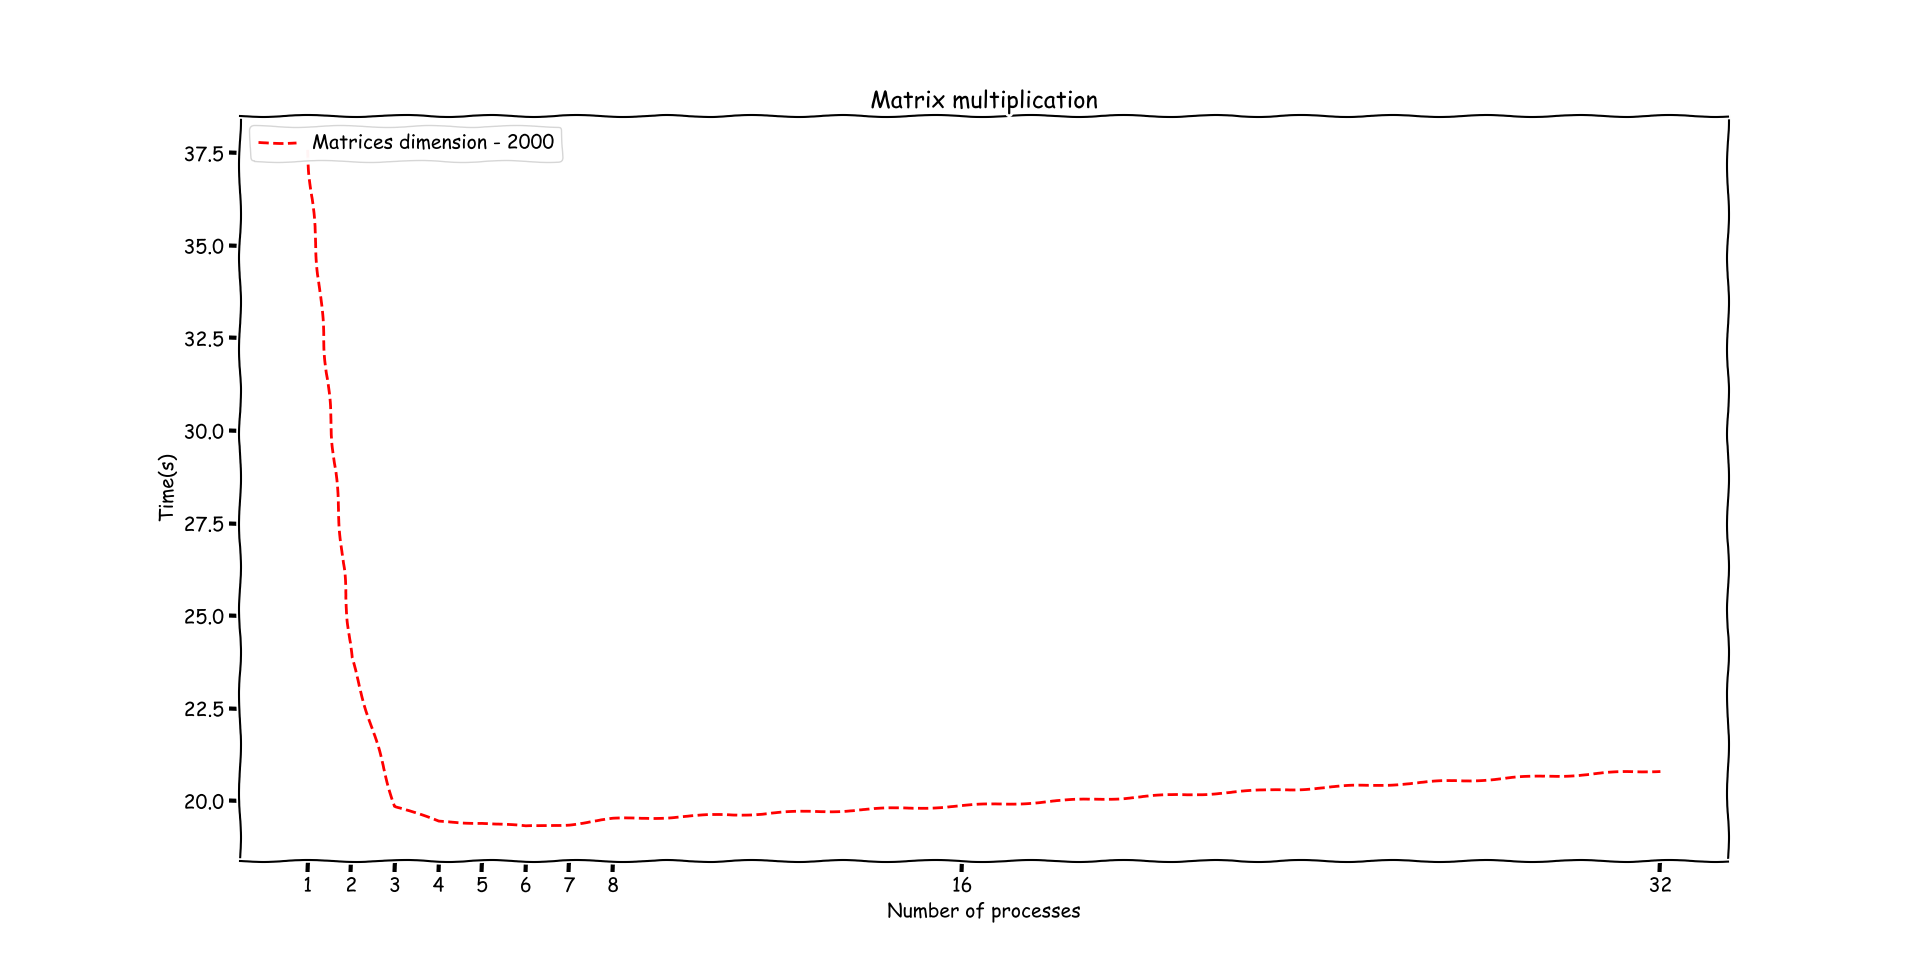 Matrix multiplication
Matrices dimension - 2000
37.5
35.0
32.5
30.0
27.5
25.0
22.5
20.0
Time(s)
1 2 3 4 5 6 7 8 16 32
Number of processes